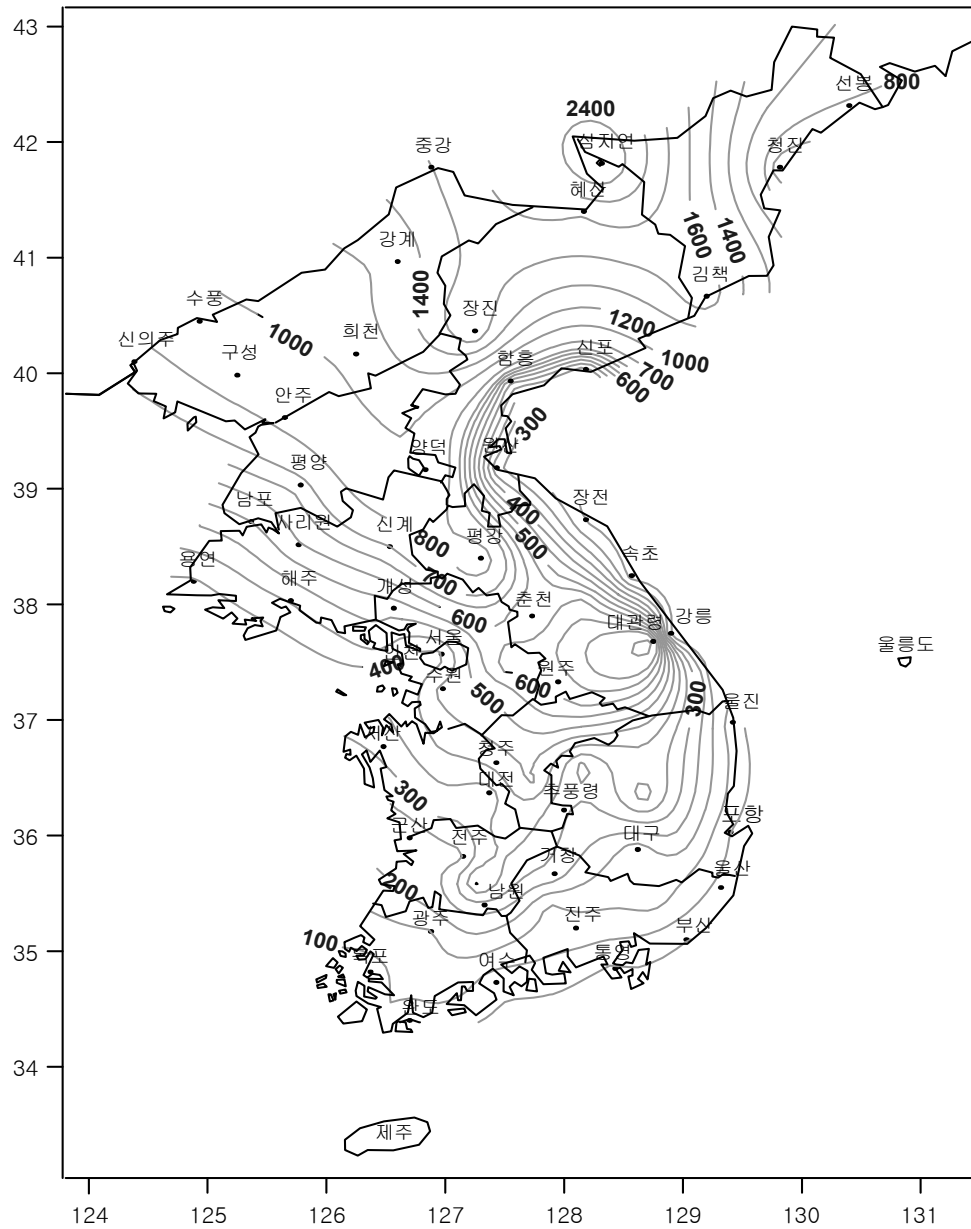 43
800
선봉
2400
42
삼지연
중강
청진
혜산
41
강계
1600
1400
김책
1400
수풍
장진
1200
신의주
1000
희천
1000
구성
함흥
신포
40
700
600
안주
300
원산
양덕
평양
39
남포
400
장전
사리원
신계
800
평강
500
속초
용연
해주
700
개성
38
춘천
600
대관령
강릉
서울
울릉도
인천
400
수원
원주
600
500
300
울진
37
서산
청주
대전
300
추풍령
포항
36
군산
전주
대구
거창
울산
200
남원
광주
진주
부산
35
100
목포
여수
통영
완도
34
제주
124
125
126
127
128
129
130
131